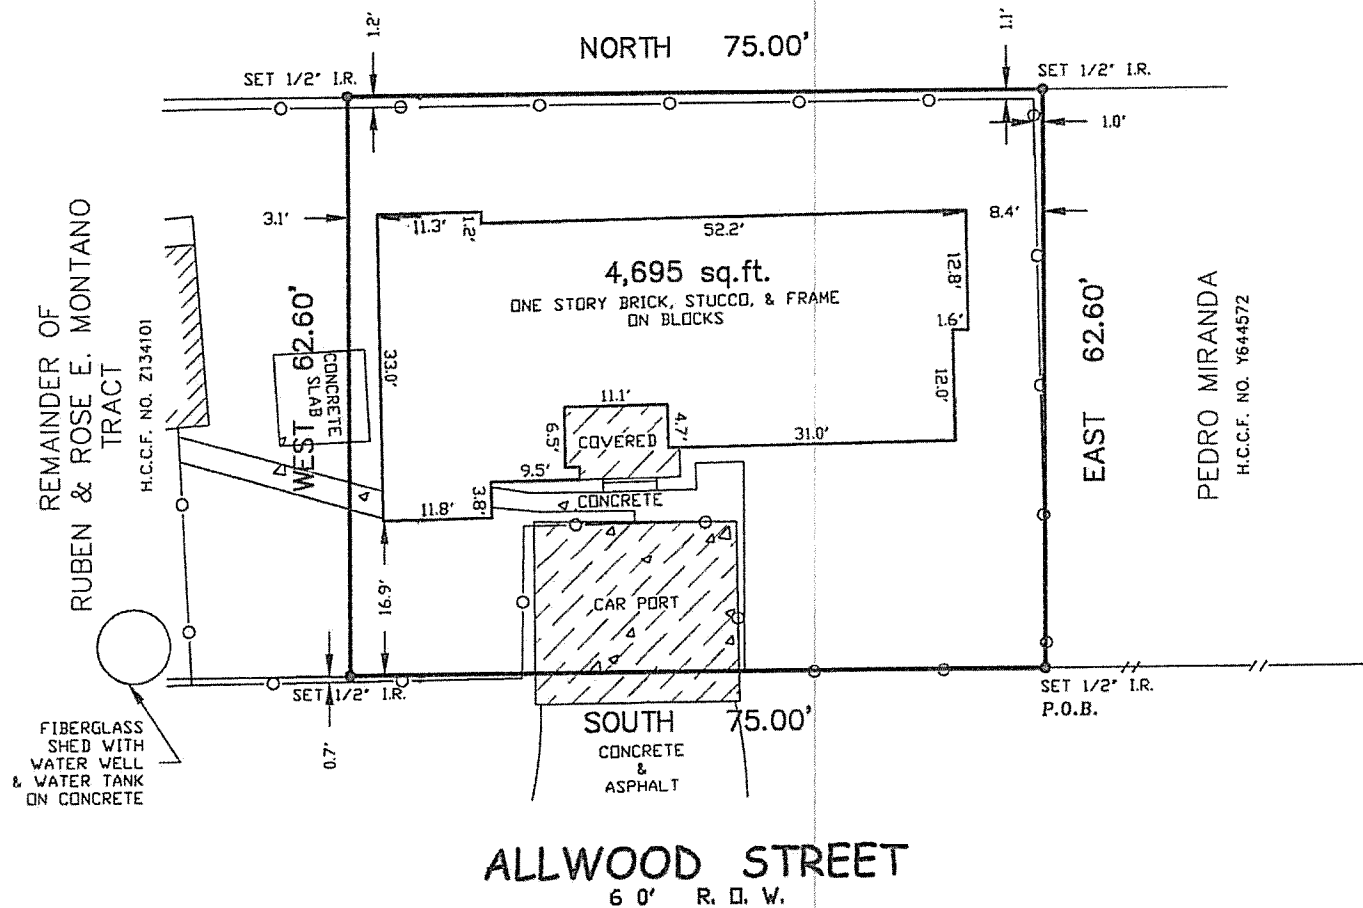 1.2'
NORTH 75.00'
1.1'
SET 1/2" I.R.
SET 1/2" I.R.
1.0'
3.1'
11.3'
1.2'
52.2'
8.4'
4,695 sq.ft.
ONE STORY BRICK, STUCCO, & FRAME
ON BLOCKS
12.8'
1.6'
12.0'
REMAINDER OF
RUBEN & ROSE E. MONTANO
TRACT
H.C.C.F. NO. Z134101
WEST 62.60'
CONCRETE
SLAB
33.0'
EAST 62.60'
PEDRO MIRANDA
H.C.C.F. NO. Y644572
11.1'
6.5'
COVERED
4.7'
31.0'
9.5'
11.8'
3.8'
CONCRETE
16.9'
CAR PORT
SET 1/2" I.R.
SET 1/2" I.R.
P.O.B.
0.7'
FIBERGLASS
SHED WITH
WATER WELL
& WATER TANK
ON CONCRETE
SOUTH 75.00'
CONCRETE
&
ASPHALT
ALLWOOD STREET
60' R.O.W.